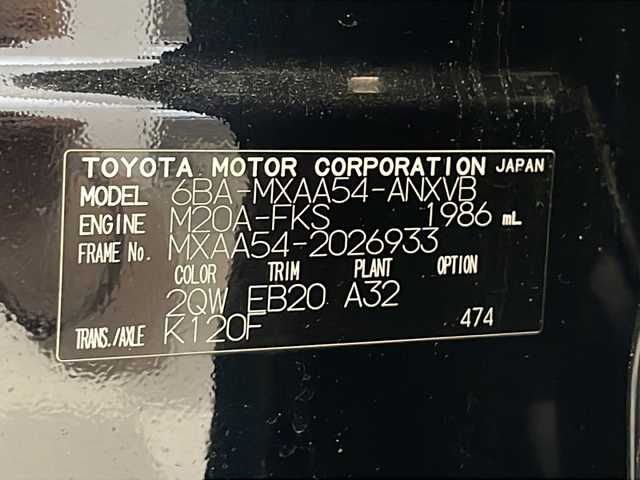 TOYOTA MOTOR CORPORATION JAPAN
MODEL 6BA-MXAA54-ANXVB
ENGINE M20A-FKS 1986 mL
FRAME No. MXAA54-2026933
COLOR TRIM PLANT OPTION
2QW EB20 A32
TRANS./AXLE K120F 474